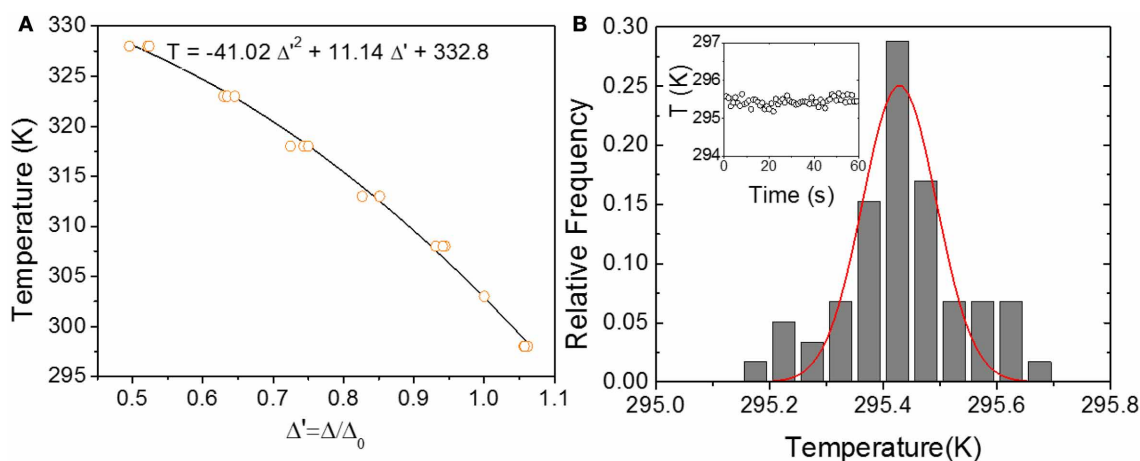 A
330
325
320
315
310
305
300
295
Temperature (K)
T = -41.02 Δ'² + 11.14 Δ' + 332.8
0.5 0.6 0.7 0.8 0.9 1.0 1.1
Δ'=Δ/Δ₀
B
0.30
0.25
0.20
0.15
0.10
0.05
0.00
Relative Frequency
297
296
295
294
T (K)
0 20 40 60
Time (s)
295.0 295.2 295.4 295.6 295.8
Temperature(K)